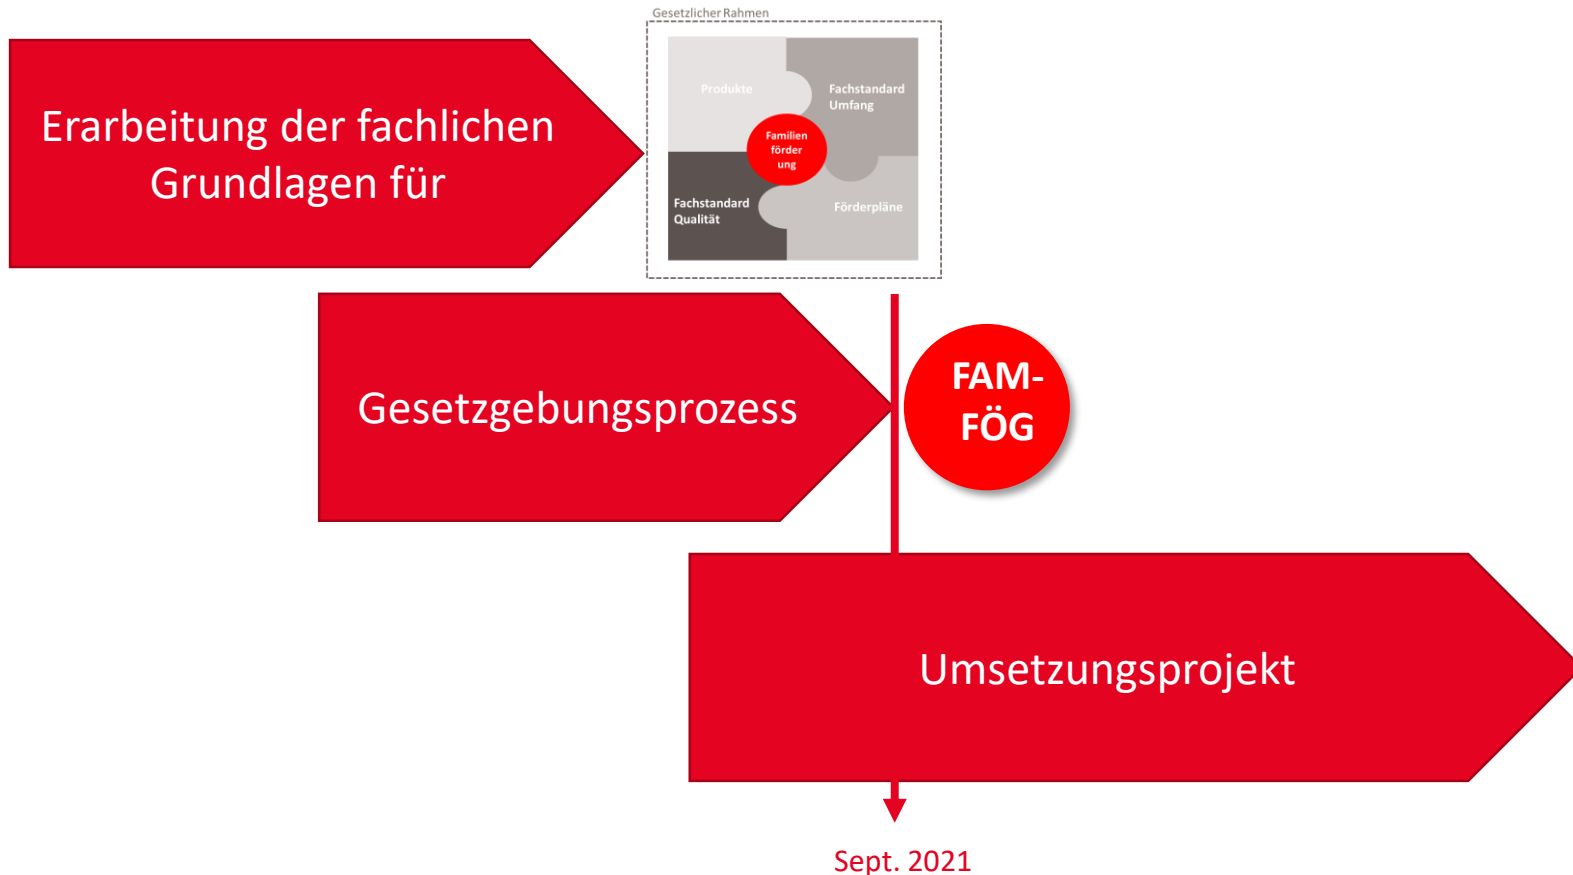 Gesetzlicher Rahmen
Erarbeitung der fachlichen
Grundlagen für
Produkte
Fachstandard
Umfang
Familien
förder
ung
Fachstandard
Qualität
Förderpläne
Gesetzgebungsprozess
FAM-
FÖG
Umsetzungsprojekt
Sept. 2021